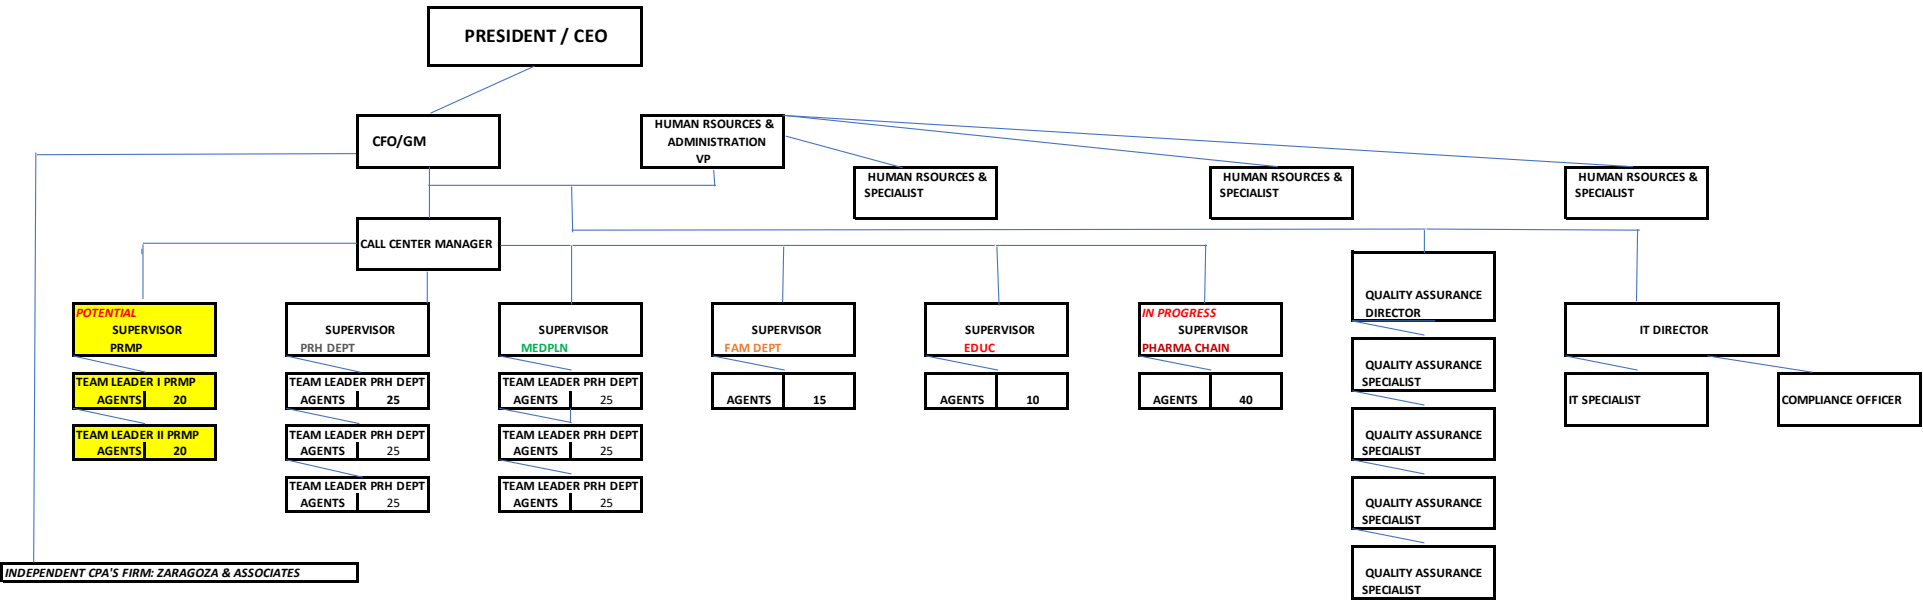 PRESIDENT / CEO
CFO/GM
HUMAN RSOURCES &
ADMINISTRATION
VP
HUMAN RSOURCES &
SPECIALIST
HUMAN RSOURCES &
SPECIALIST
HUMAN RSOURCES &
SPECIALIST
CALL CENTER MANAGER
POTENTIAL
SUPERVISOR
PRMP
TEAM LEADER I PRMP
AGENTS 20
TEAM LEADER II PRMP
AGENTS 20
SUPERVISOR
PRH DEPT
TEAM LEADER PRH DEPT
AGENTS 25
TEAM LEADER PRH DEPT
AGENTS 25
TEAM LEADER PRH DEPT
AGENTS 25
SUPERVISOR
MEDPLN
TEAM LEADER PRH DEPT
AGENTS 25
TEAM LEADER PRH DEPT
AGENTS 25
TEAM LEADER PRH DEPT
AGENTS 25
SUPERVISOR
FAM DEPT
AGENTS 15
SUPERVISOR
EDUC
AGENTS 10
IN PROGRESS
SUPERVISOR
PHARMA CHAIN
AGENTS 40
QUALITY ASSURANCE
DIRECTOR
QUALITY ASSURANCE
SPECIALIST
QUALITY ASSURANCE
SPECIALIST
QUALITY ASSURANCE
SPECIALIST
QUALITY ASSURANCE
SPECIALIST
IT DIRECTOR
IT SPECIALIST
COMPLIANCE OFFICER
INDEPENDENT CPA'S FIRM: ZARAGOZA & ASSOCIATES